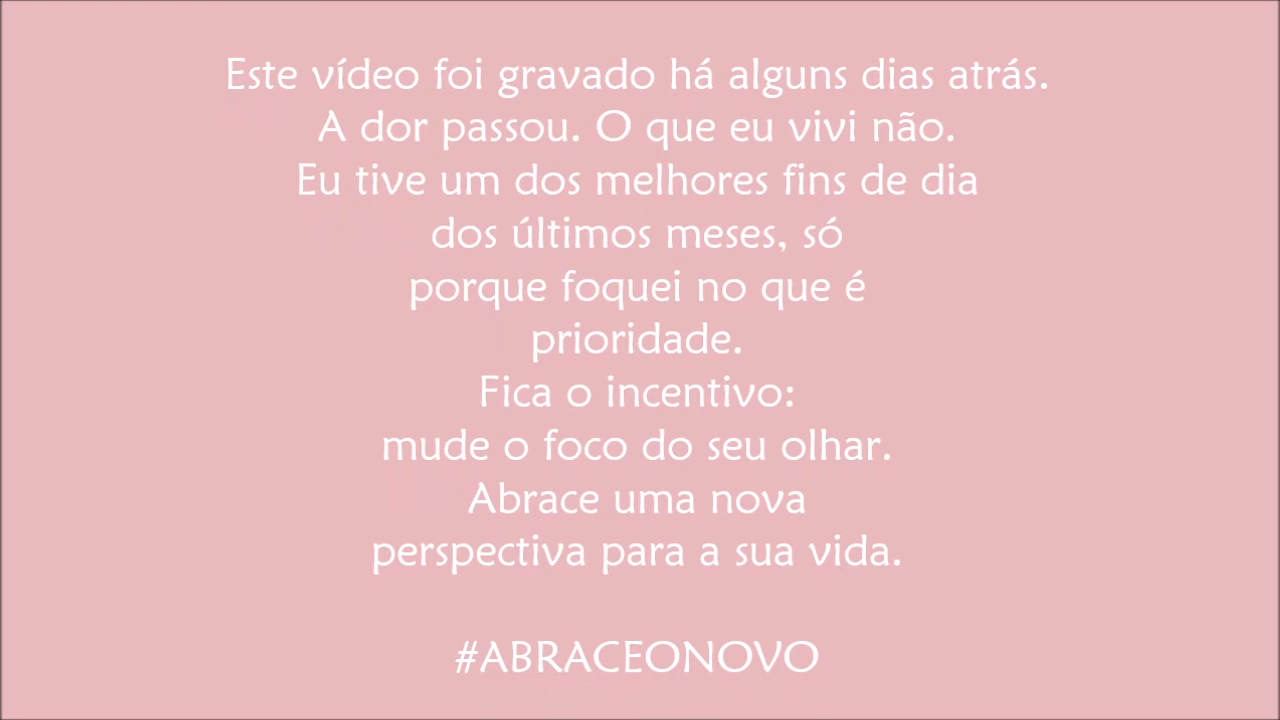 Este vídeo foi gravado há alguns dias atrás.
A dor passou. O que eu vivi não.
Eu tive um dos melhores fins de dia
dos últimos meses, só
porque foquei no que é
prioridade.
Fica o incentivo:
mude o foco do seu olhar.
Abrace uma nova
perspectiva para a sua vida.
#ABRACEONOVO